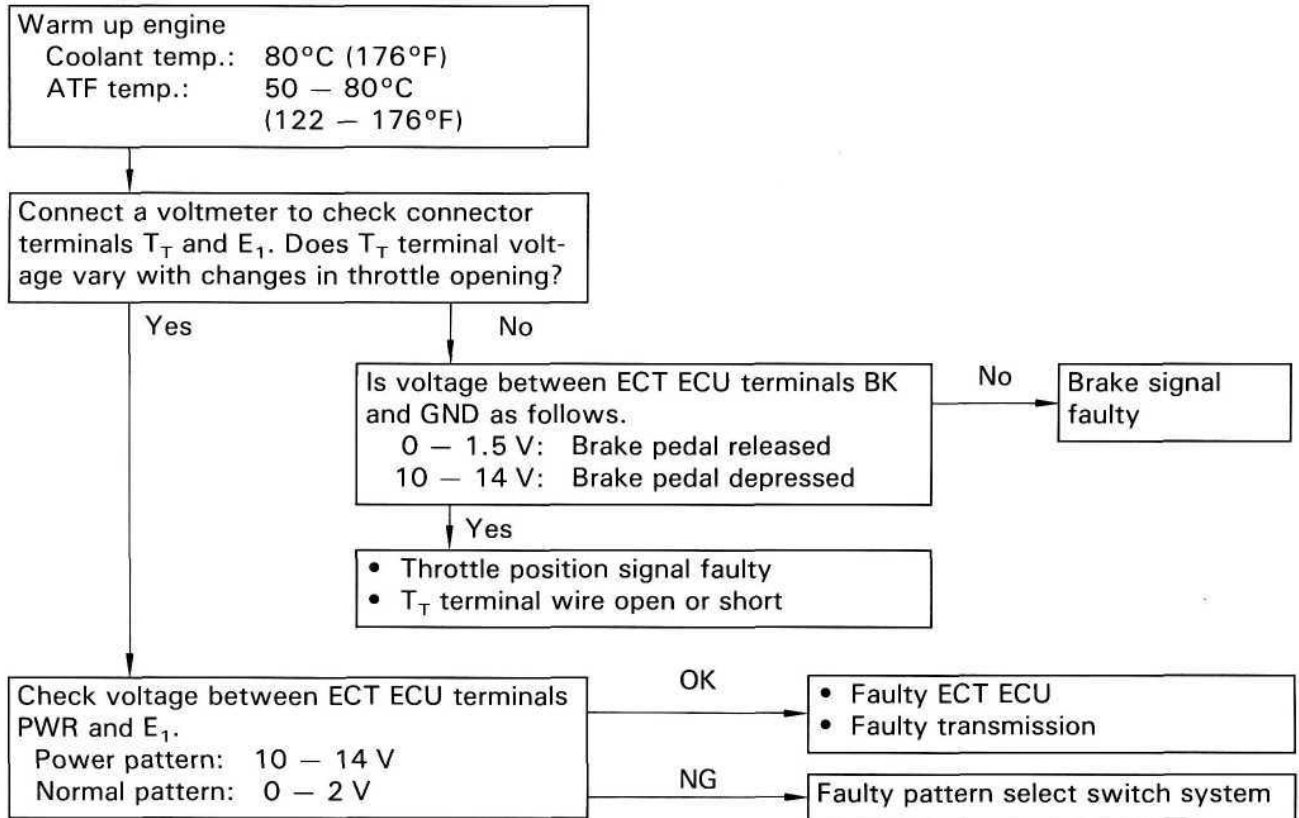 Warm up engine
Coolant temp.: 80°C (176°F)
ATF temp.: 50 — 80°C
(122 — 176°F)
Connect a voltmeter to check connector
terminals T_T and E₁. Does T_T terminal volt-
age vary with changes in throttle opening?
Yes
No
Is voltage between ECT ECU terminals BK
and GND as follows.
0 — 1.5 V: Brake pedal released
10 — 14 V: Brake pedal depressed
No
Brake signal
faulty
Yes
• Throttle position signal faulty
• T_T terminal wire open or short
Check voltage between ECT ECU terminals
PWR and E₁.
Power pattern: 10 — 14 V
Normal pattern: 0 — 2 V
OK
• Faulty ECT ECU
• Faulty transmission
NG
Faulty pattern select switch system